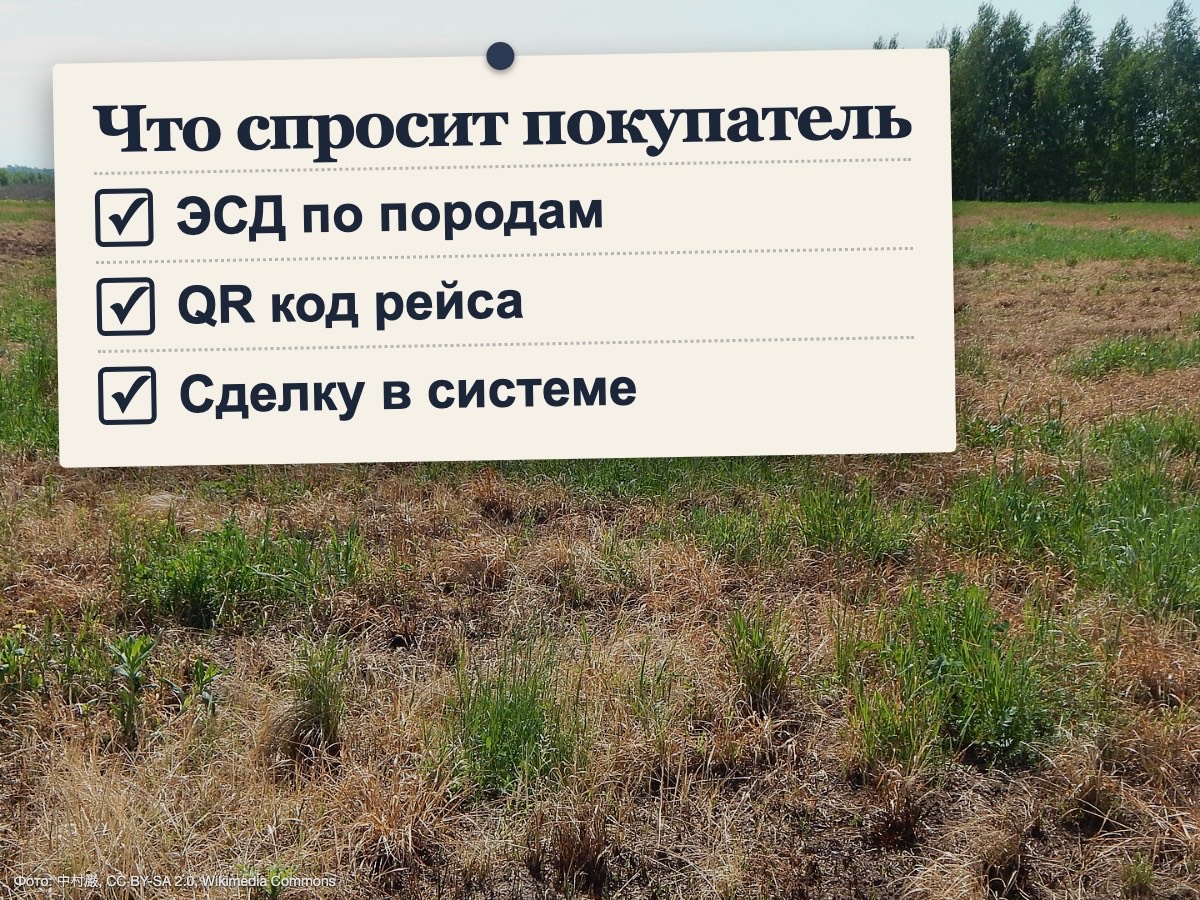 Что спросит покупатель
ЭСД по породам
QR код рейса
Сделку в системе
Фото: 中村巌, CC BY-SA 2.0, Wikimedia Commons